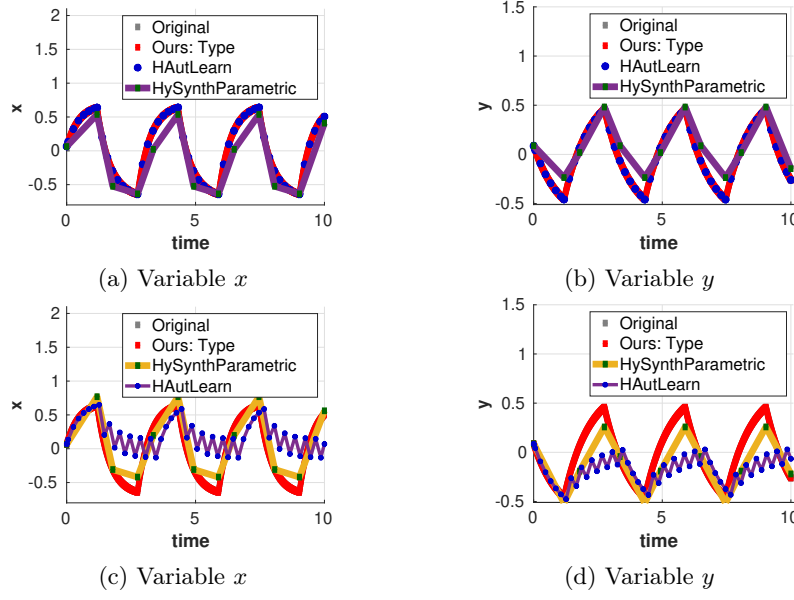 2
1.5
1
0.5
0
-0.5
x
Original
Ours: Type
HAutLearn
HySynthParametric
0
5
10
time
(a) Variable x
1.5
1
0.5
0
-0.5
y
Original
Ours: Type
HAutLearn
HySynthParametric
0
5
10
time
(b) Variable y
2
1.5
1
0.5
0
-0.5
x
Original
Ours: Type
HySynthParametric
HAutLearn
0
5
10
time
(c) Variable x
1.5
1
0.5
0
-0.5
y
Original
Ours: Type
HySynthParametric
HAutLearn
0
5
10
time
(d) Variable y